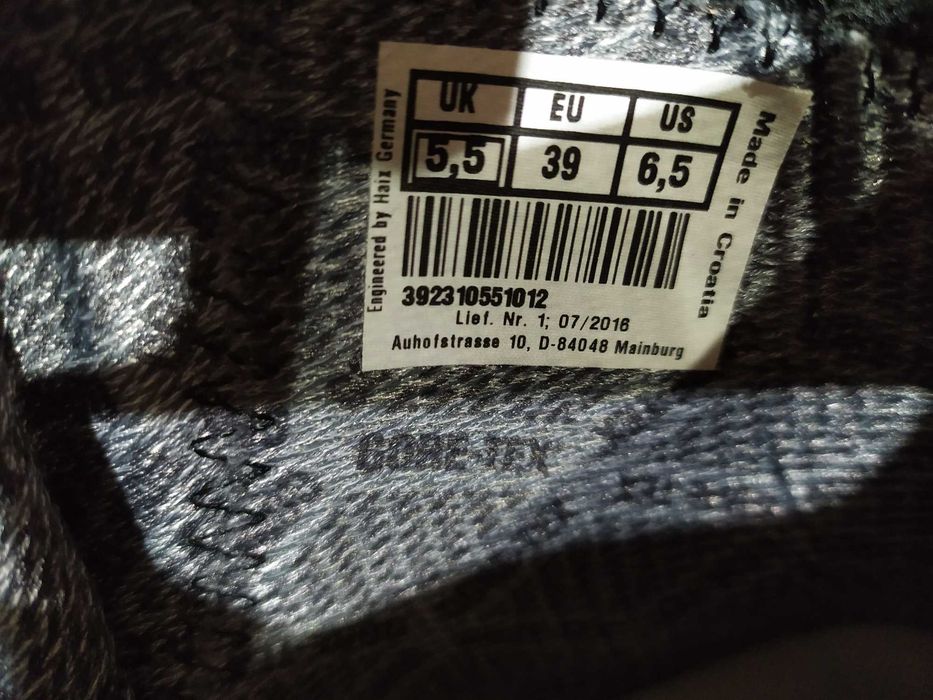 UK EU US
5,5 39 6,5
392310551012
Lief. Nr. 1; 07/2016
Auhofstrasse 10, D-84048 Mainburg
Engineered by Haix Germany
Made in Croatia
GORE-TEX